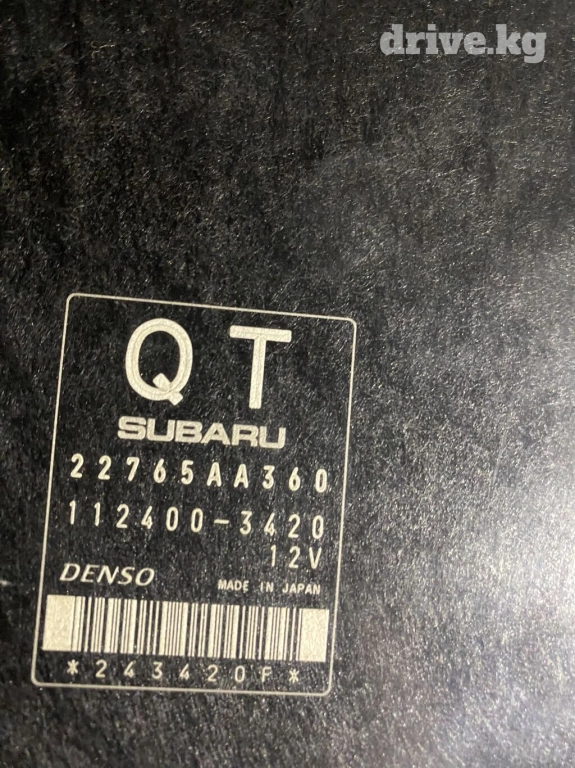 drive.kg
QT
SUBARU
22765AA360
112400-3420
12V
DENSO MADE IN JAPAN
*243420F*